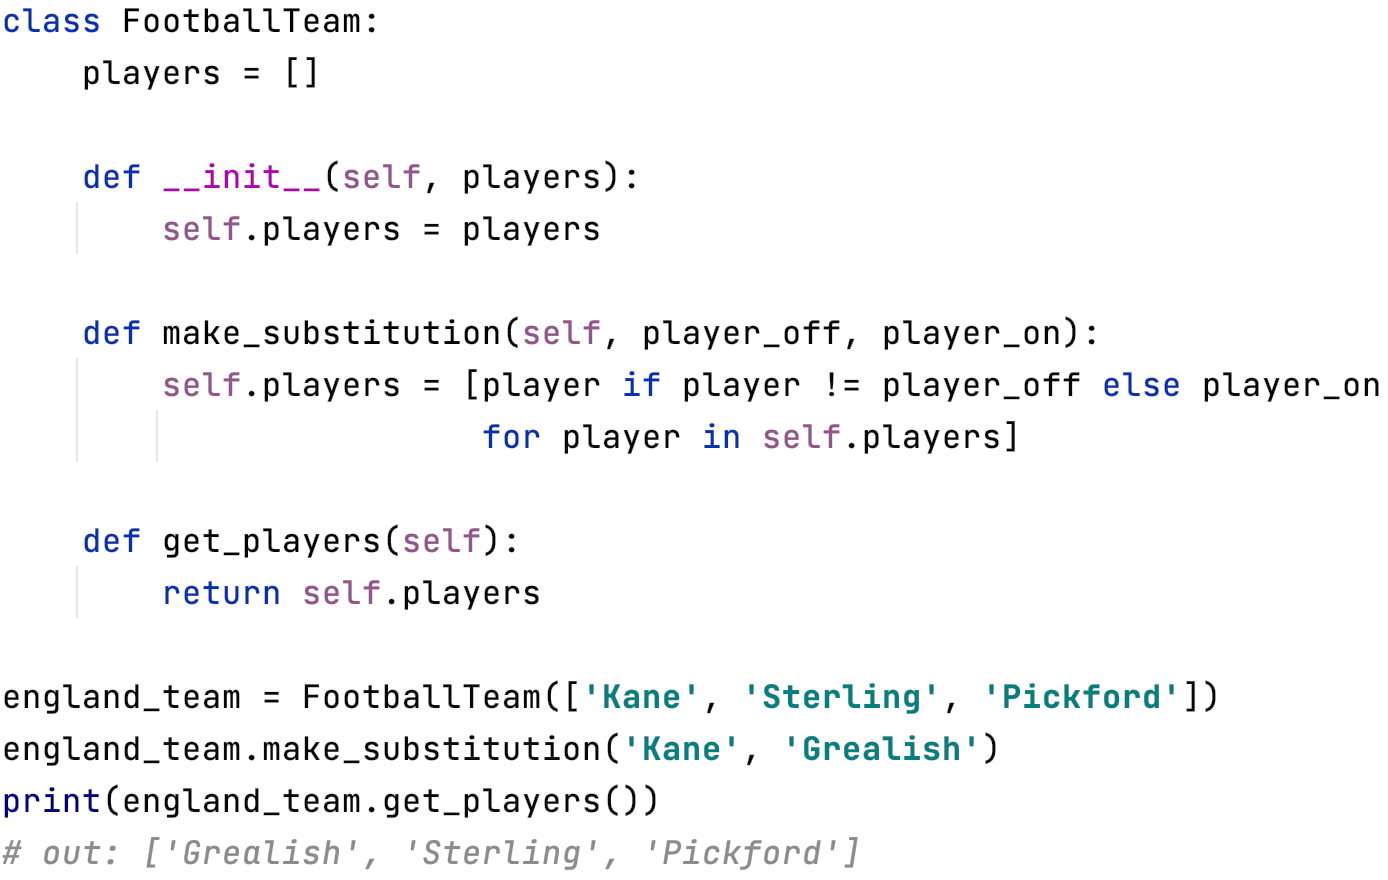 class FootballTeam:
    players = []

    def __init__(self, players):
        self.players = players

    def make_substitution(self, player_off, player_on):
        self.players = [player if player != player_off else player_on
                        for player in self.players]

    def get_players(self):
        return self.players

england_team = FootballTeam(['Kane', 'Sterling', 'Pickford'])
england_team.make_substitution('Kane', 'Grealish')
print(england_team.get_players())
# out: ['Grealish', 'Sterling', 'Pickford']